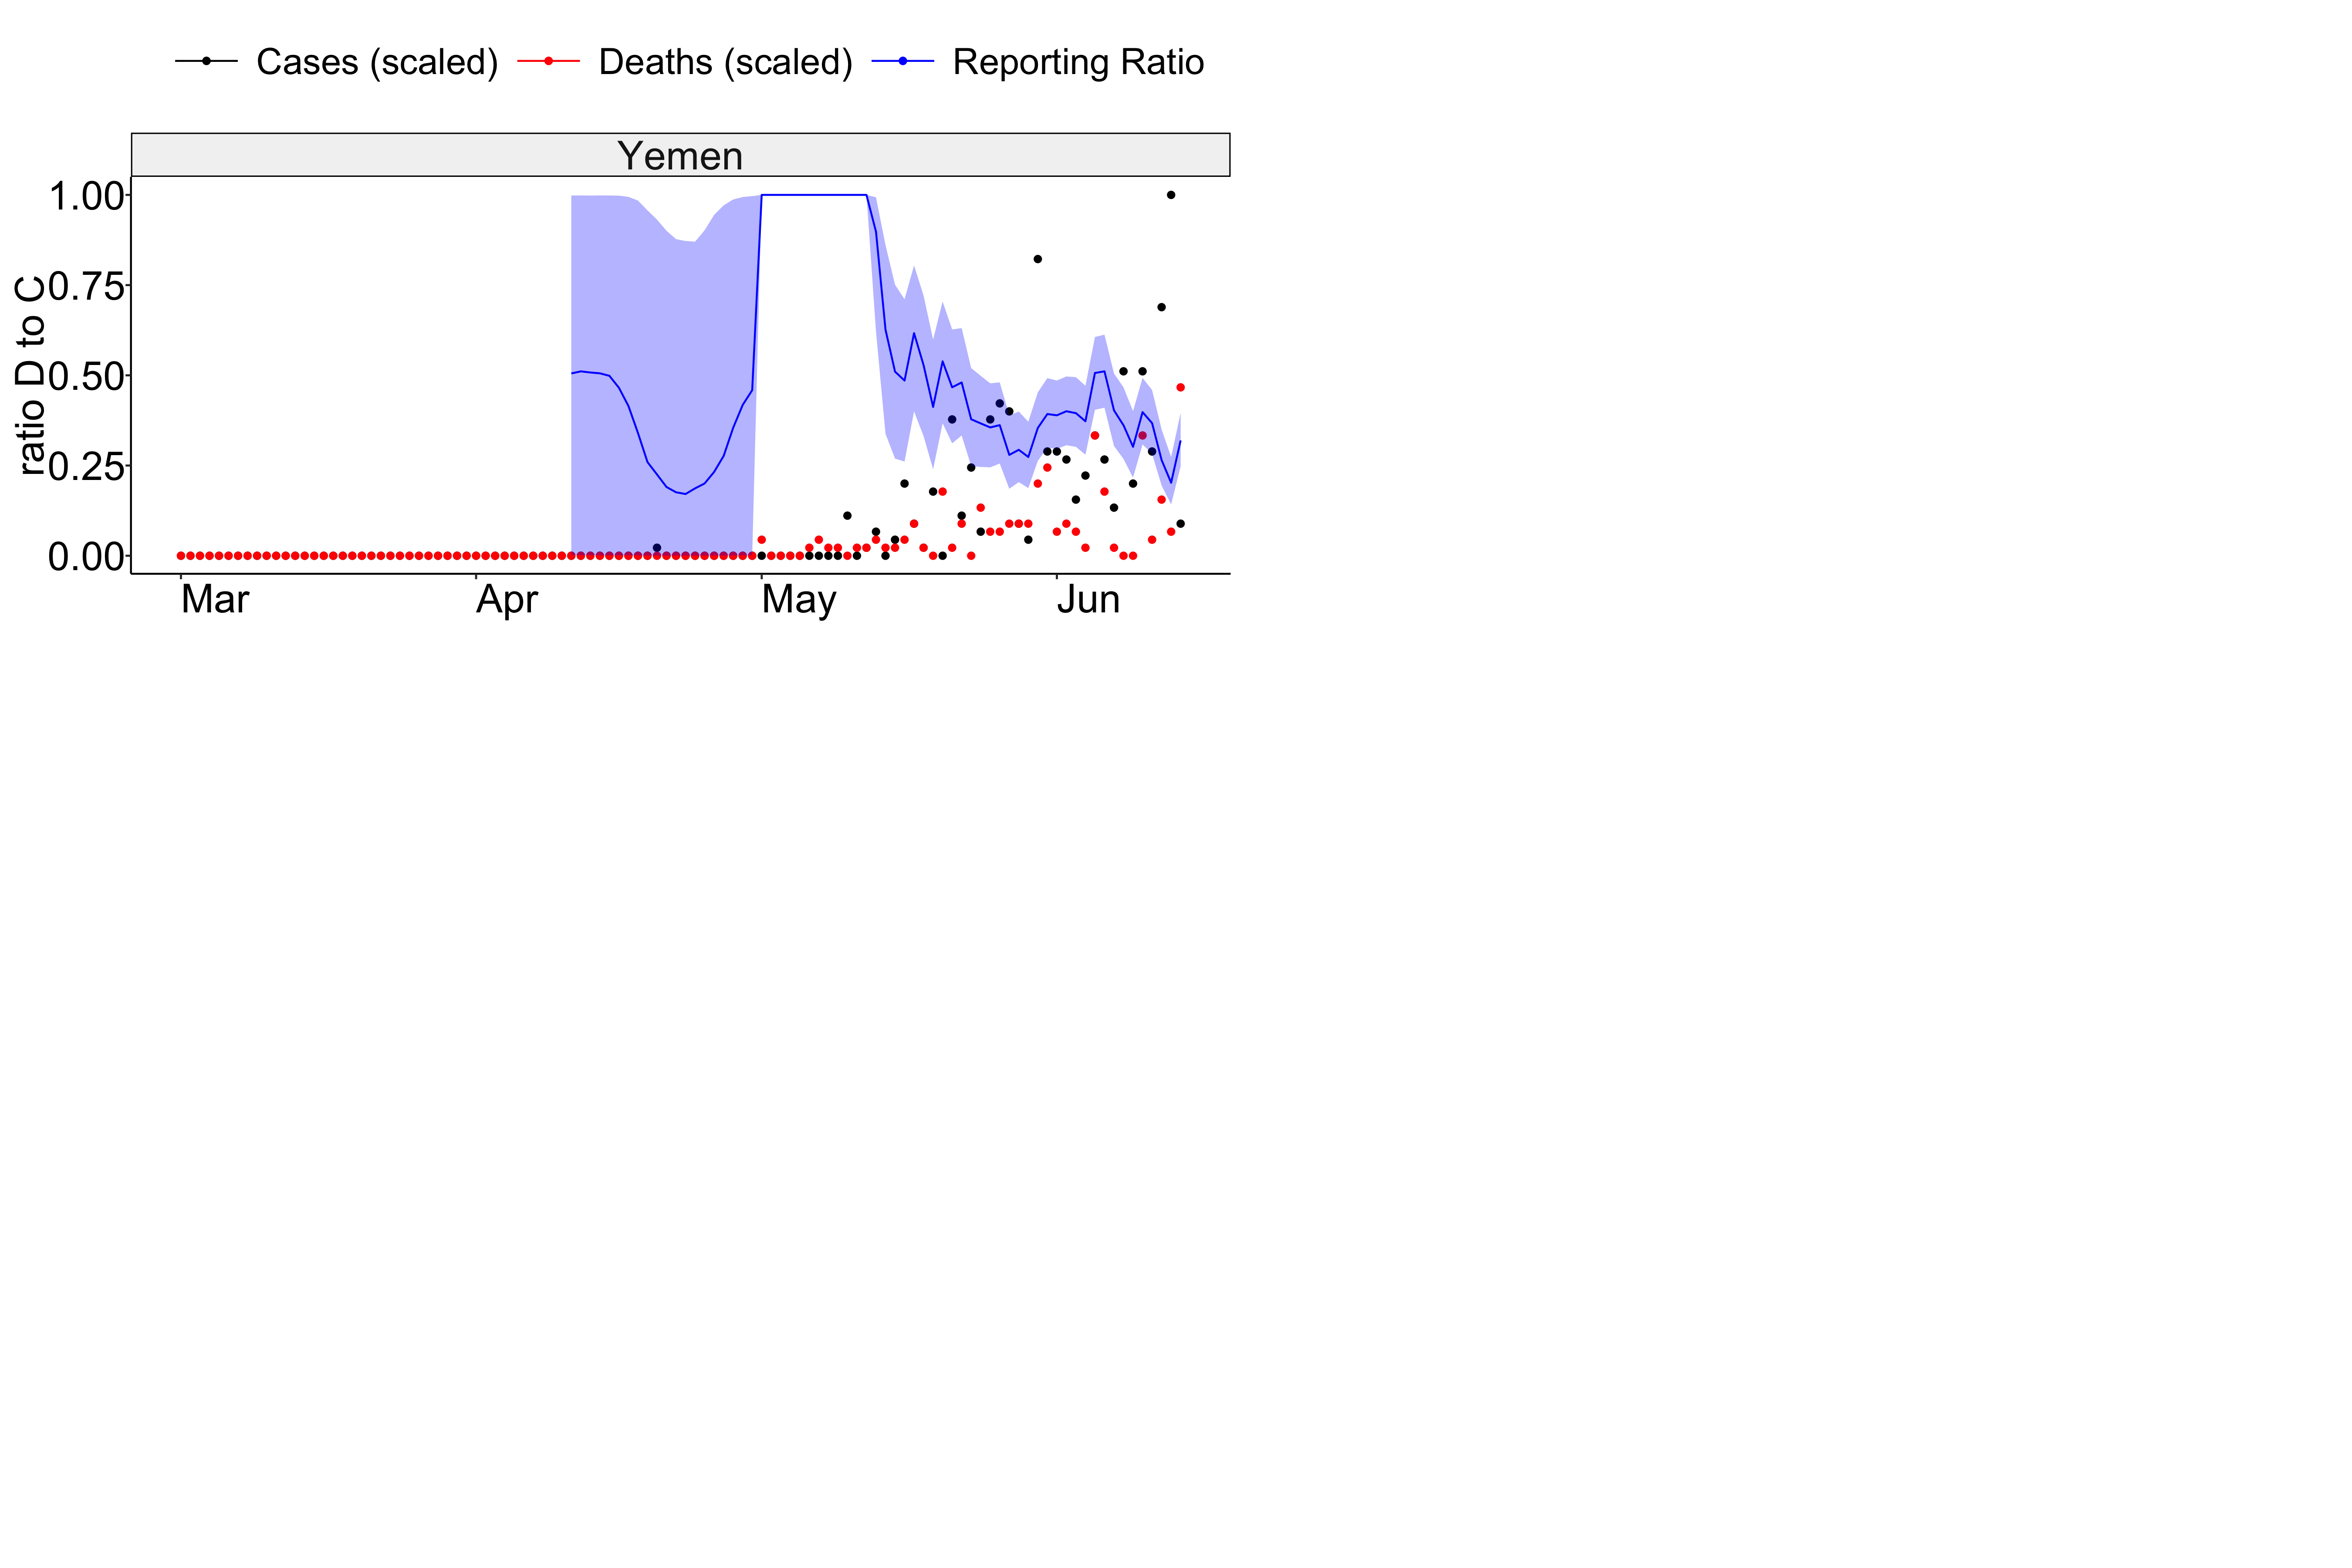 Cases (scaled) Deaths (scaled) Reporting Ratio
Yemen
ratio D to C
1.00
0.75
0.50
0.25
0.00
Mar Apr May Jun